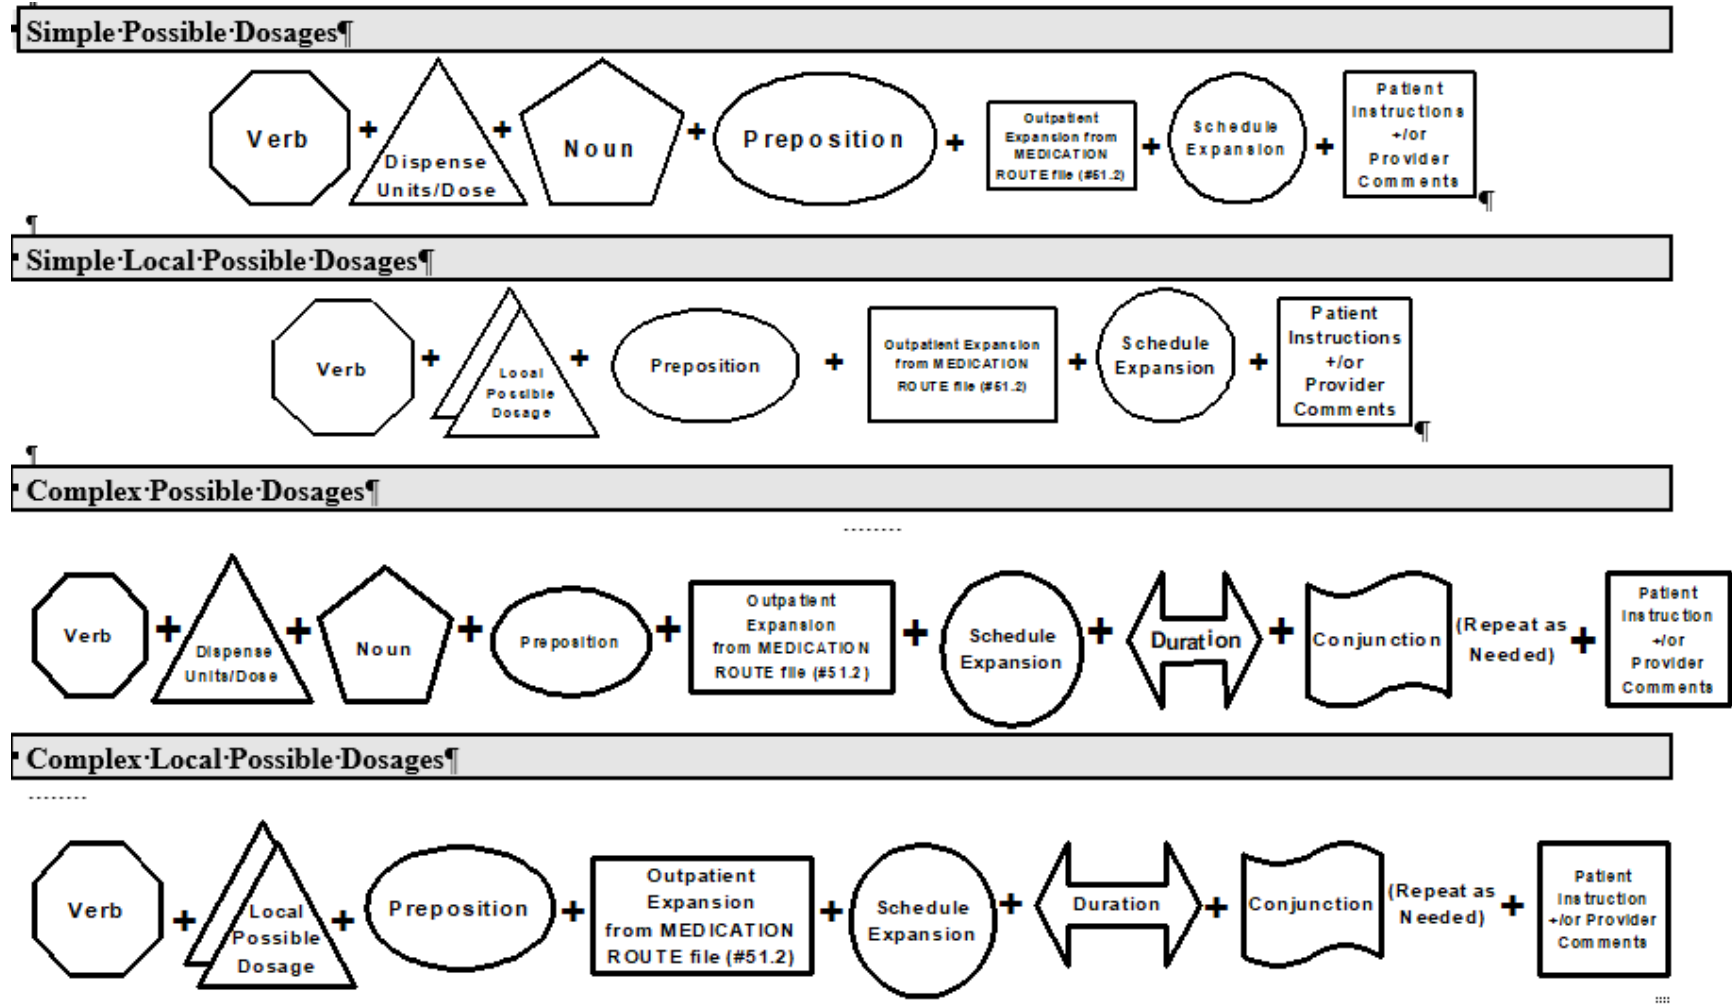 Simple·Possible·Dosages¶
Verb + Dispense Units/Dose + Noun + Preposition + Outpatient Expansion from MEDICATION ROUTE file (#51.2) + Schedule Expansion + Patient Instructions +/or Provider Comments ¶
¶
Simple·Local·Possible·Dosages¶
Verb + Local Possible Dosage + Preposition + Outpatient Expansion from MEDICATION ROUTE file (#51.2) + Schedule Expansion + Patient Instructions +/or Provider Comments ¶
¶
Complex·Possible·Dosages¶
Verb + Dispense Units/Dose + Noun + Preposition + Outpatient Expansion from MEDICATION ROUTE file (#51.2) + Schedule Expansion + Duration + Conjunction (Repeat as Needed) + Patient Instruction +/or Provider Comments
Complex·Local·Possible·Dosages¶
Verb + Local Possible Dosage + Preposition + Outpatient Expansion from MEDICATION ROUTE file (#51.2) + Schedule Expansion + Duration + Conjunction (Repeat as Needed) + Patient Instruction +/or Provider Comments